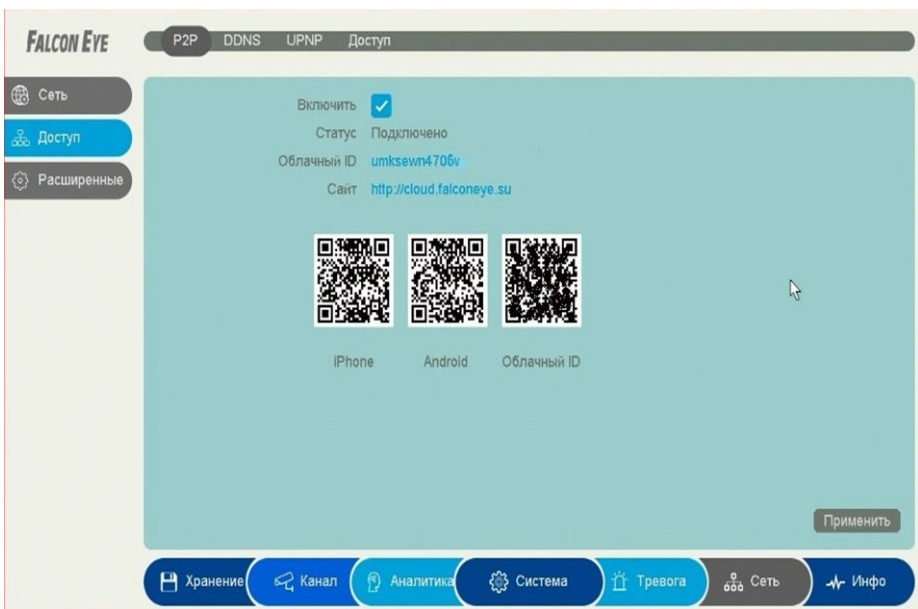 FALCON EYE
P2P DDNS UPNP Доступ
Сеть
Доступ
Расширенные
Включить
Статус Подключено
Облачный ID umksewn4706v
Сайт http://cloud.falconeye.su
iPhone Android Облачный ID
Применить
Хранение Канал Аналитика Система Тревога Сеть Инфо